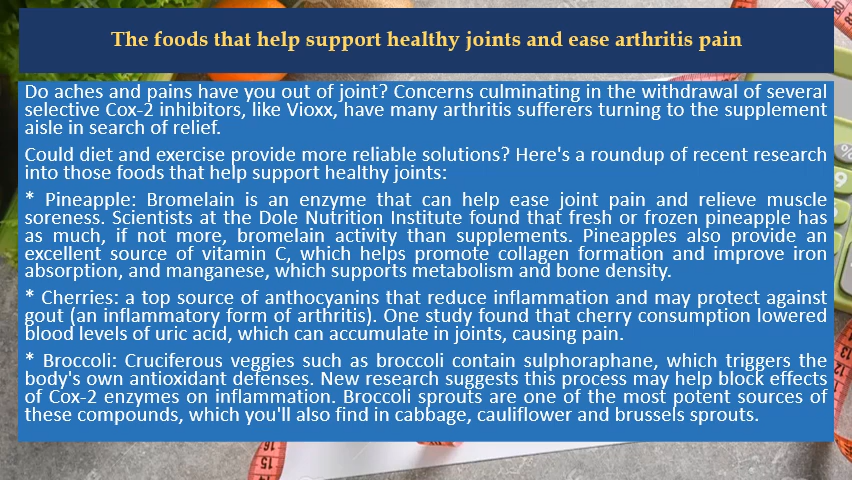 The foods that help support healthy joints and ease arthritis pain
Do aches and pains have you out of joint? Concerns culminating in the withdrawal of several
selective Cox-2 inhibitors, like Vioxx, have many arthritis sufferers turning to the supplement
aisle in search of relief.
Could diet and exercise provide more reliable solutions? Here's a roundup of recent research
into those foods that help support healthy joints:
* Pineapple: Bromelain is an enzyme that can help ease joint pain and relieve muscle
soreness. Scientists at the Dole Nutrition Institute found that fresh or frozen pineapple has
as much, if not more, bromelain activity than supplements. Pineapples also provide an
excellent source of vitamin C, which helps promote collagen formation and improve iron
absorption, and manganese, which supports metabolism and bone density.
* Cherries: a top source of anthocyanins that reduce inflammation and may protect against
gout (an inflammatory form of arthritis). One study found that cherry consumption lowered
blood levels of uric acid, which can accumulate in joints, causing pain.
* Broccoli: Cruciferous veggies such as broccoli contain sulphoraphane, which triggers the
body's own antioxidant defenses. New research suggests this process may help block effects
of Cox-2 enzymes on inflammation. Broccoli sprouts are one of the most potent sources of
these compounds, which you'll also find in cabbage, cauliflower and brussels sprouts.